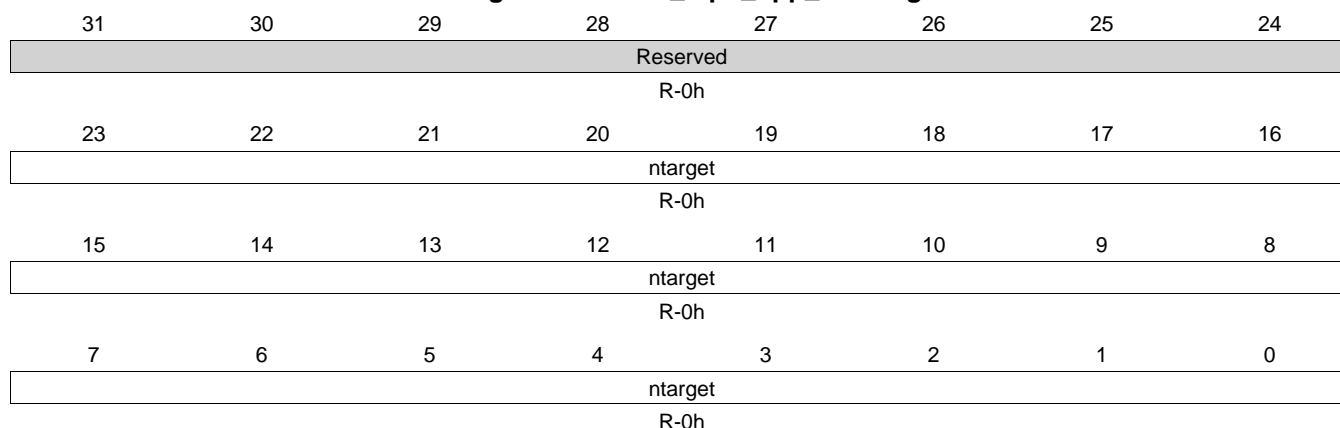 31 30 29 28 27 26 25 24
Reserved
R-0h
23 22 21 20 19 18 17 16
ntarget
R-0h
15 14 13 12 11 10 9 8
ntarget
R-0h
7 6 5 4 3 2 1 0
ntarget
R-0h